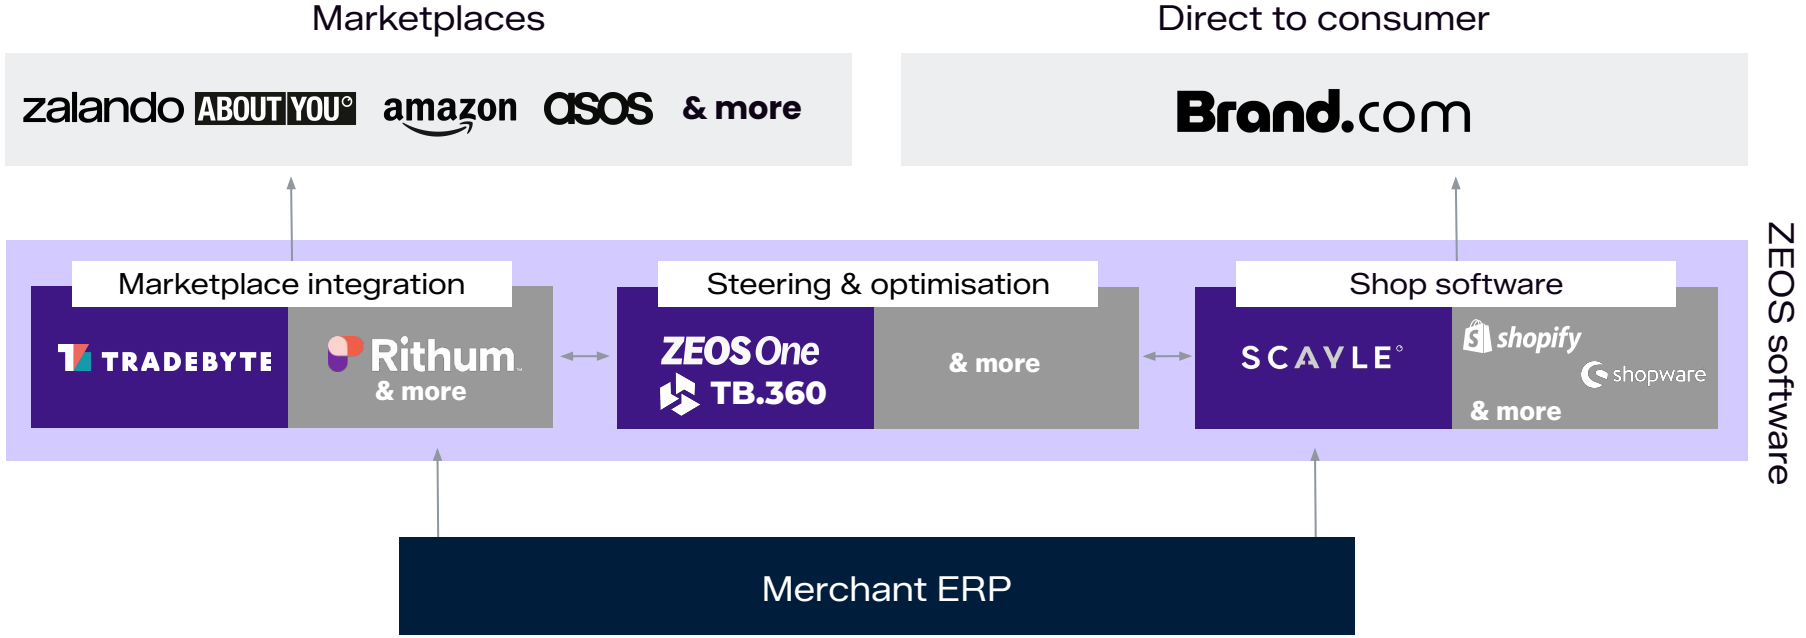 Marketplaces
Direct to consumer
zalando ABOUT YOU° amazon asos & more
Brand.com
ZEOS software
Marketplace integration
TRADEBYTE
Rithum
& more
Steering & optimisation
ZEOS One
TB.360
& more
Shop software
SCAYLE
shopify
shopware
& more
Merchant ERP